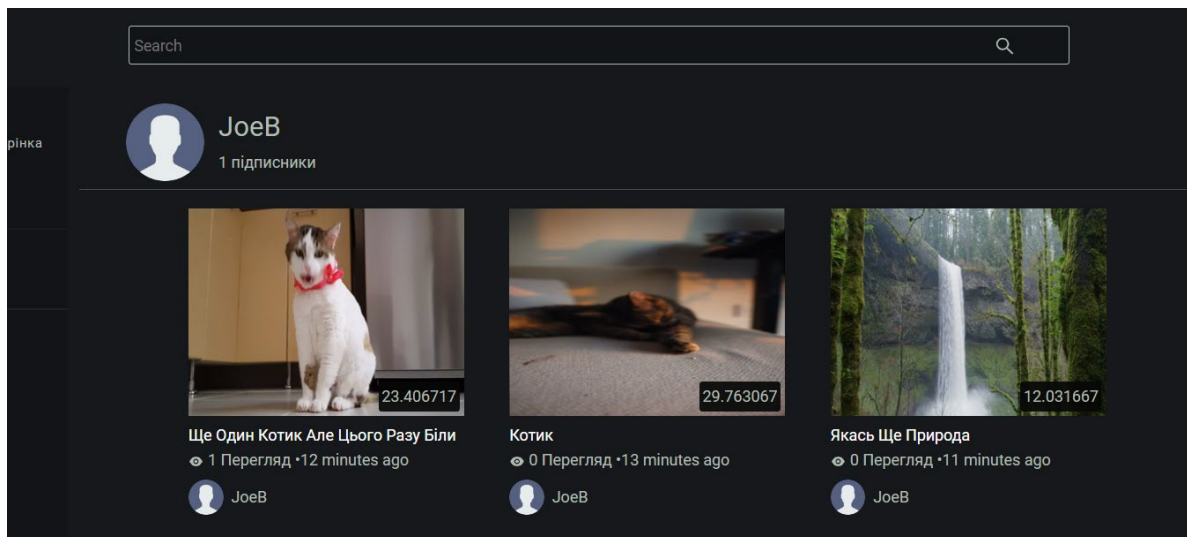 Search
рінка
JoeB
1 підписники
23.406717
29.763067
12.031667
Ще Один Котик Але Цього Разу Біли
Котик
Якась Ще Природа
1 Перегляд •12 minutes ago
0 Перегляд •13 minutes ago
0 Перегляд •11 minutes ago
JoeB
JoeB
JoeB